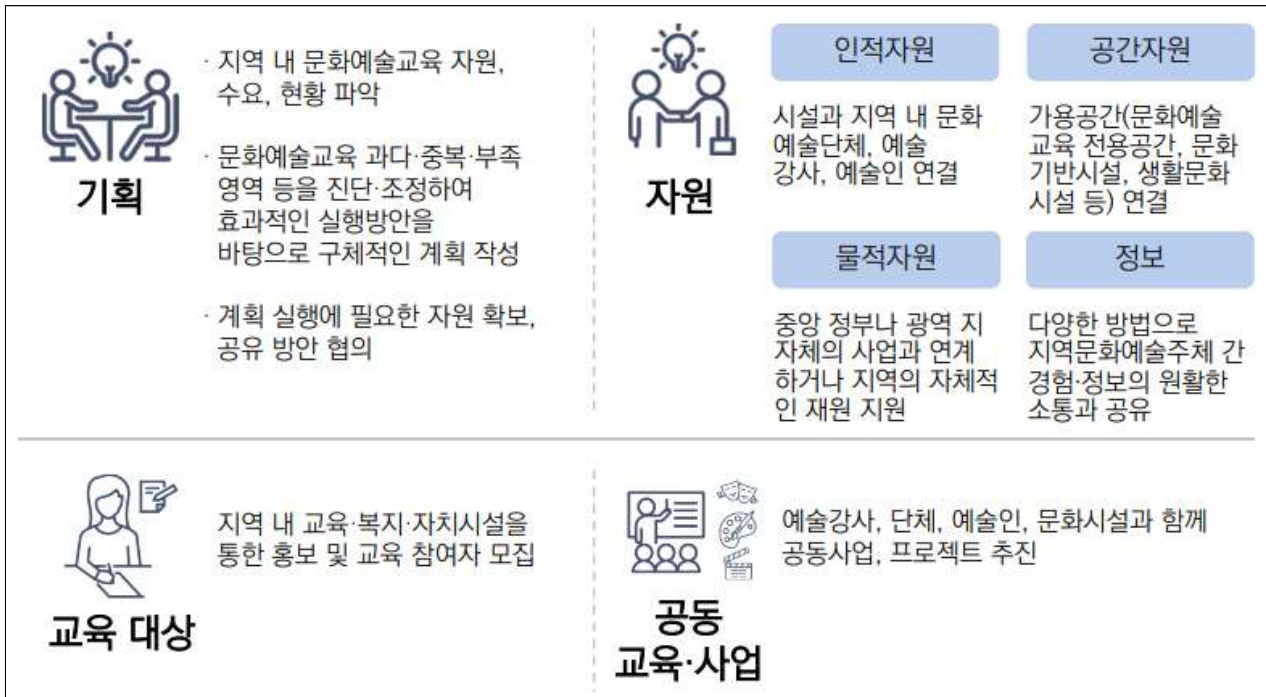 기획
· 지역 내 문화예술교육 자원,
수요, 현황 파악
· 문화예술교육 과다·중복·부족
영역 등을 진단·조정하여
효과적인 실행방안을
바탕으로 구체적인 계획 작성
· 계획 실행에 필요한 자원 확보,
공유 방안 협의
자원
인적자원
시설과 지역 내 문화
예술단체, 예술
강사, 예술인 연결
공간자원
가용공간(문화예술
교육 전용공간, 문화
기반시설, 생활문화
시설 등) 연결
물적자원
중앙 정부나 광역 지
자체의 사업과 연계
하거나 지역의 자체적
인 재원 지원
정보
다양한 방법으로
지역문화예술주체 간
경험·정보의 원활한
소통과 공유
교육 대상
지역 내 교육·복지·자치시설을
통한 홍보 및 교육 참여자 모집
공동
교육·사업
예술강사, 단체, 예술인, 문화시설과 함께
공동사업, 프로젝트 추진